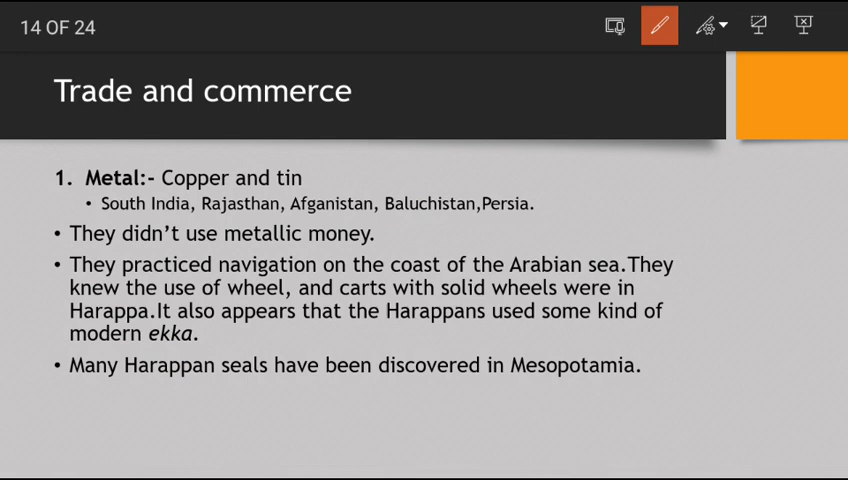 14 OF 24
Trade and commerce
1. Metal:- Copper and tin
• South India, Rajasthan, Afganistan, Baluchistan,Persia.
• They didn't use metallic money.
• They practiced navigation on the coast of the Arabian sea.They
knew the use of wheel, and carts with solid wheels were in
Harappa.It also appears that the Harappans used some kind of
modern ekka.
• Many Harappan seals have been discovered in Mesopotamia.